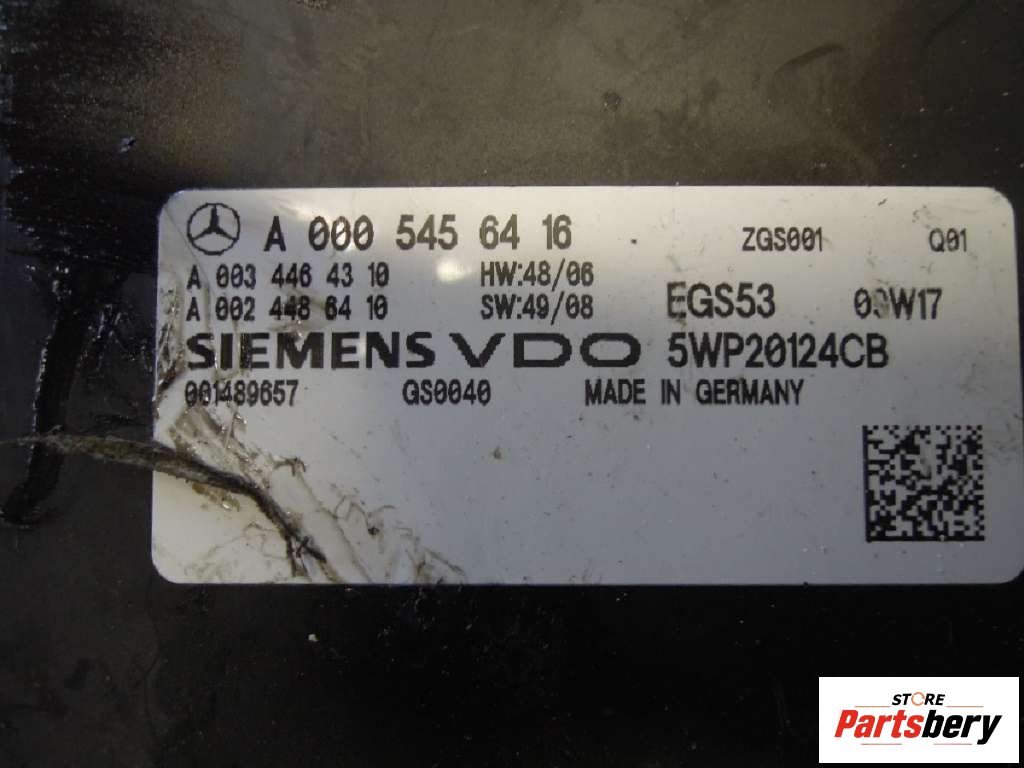 A 000 545 64 16 ZGS001 Q01
A 003 446 43 10 HW:48/06
A 002 448 64 10 SW:49/08 EGS53
SIEMENS VDO 5WP20124CB
001489657 GS0040 MADE IN GERMANY
STORE
Partsbery